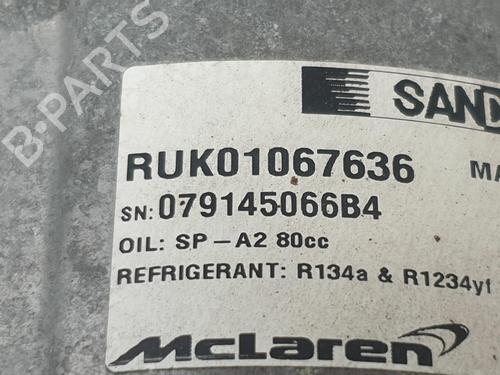 B-PARTS
SAND
RUK01067636 MA
SN: 079145066B4
OIL: SP – A2 80cc
REFRIGERANT: R134a & R1234yf
McLaren